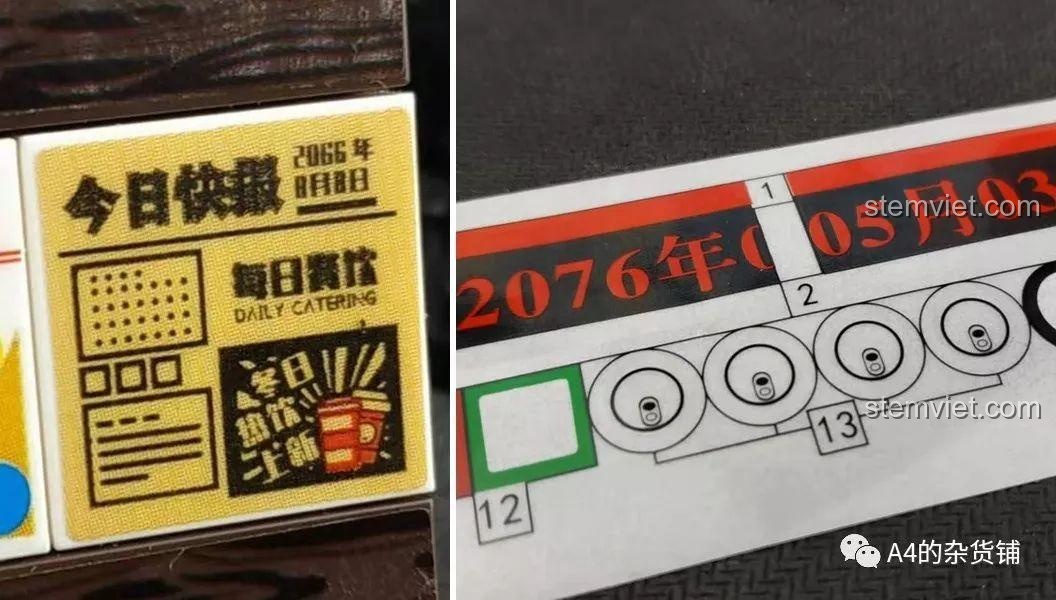 今日快报
2066年
8月8日
每日餐饮
DAILY CATERING
冬日
热饮
上新
1
2076年0
05月03
2
12
13
stemviet.com
stemviet.com
A4的杂货铺